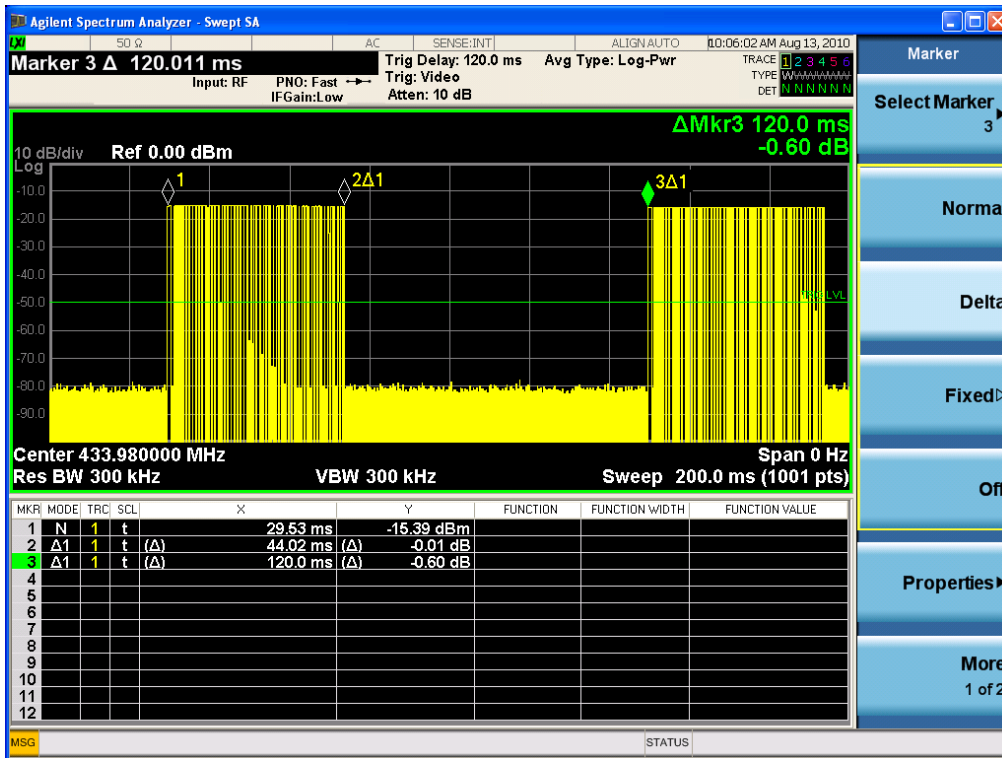 Agilent Spectrum Analyzer - Swept SA
LXI 50 Ω AC SENSE:INT ALIGN AUTO 10:06:02 AM Aug 13, 2010
Marker 3 Δ 120.011 ms
Input: RF PNO: Fast
IFGain:Low
Trig Delay: 120.0 ms
Trig: Video
Atten: 10 dB
Avg Type: Log-Pwr
TRACE 1 2 3 4 5 6
TYPE
DET N N N N N N
ΔMkr3 120.0 ms
-0.60 dB
10 dB/div Ref 0.00 dBm
Log
-10.0
-20.0
-30.0
-40.0
-50.0
-60.0
-70.0
-80.0
-90.0
1
2Δ1
3Δ1
LVL
Center 433.980000 MHz Span 0 Hz
Res BW 300 kHz VBW 300 kHz Sweep 200.0 ms (1001 pts)
MKR MODE TRC SCL X Y FUNCTION FUNCTION WIDTH FUNCTION VALUE
1 N 1 t 29.53 ms -15.39 dBm
2 Δ1 1 t (Δ) 44.02 ms (Δ) -0.01 dB
3 Δ1 1 t (Δ) 120.0 ms (Δ) -0.60 dB
4
5
6
7
8
9
10
11
12
MSG STATUS
Marker
Select Marker
3
Norma
Delta
Fixed
Off
Properties
More
1 of 2